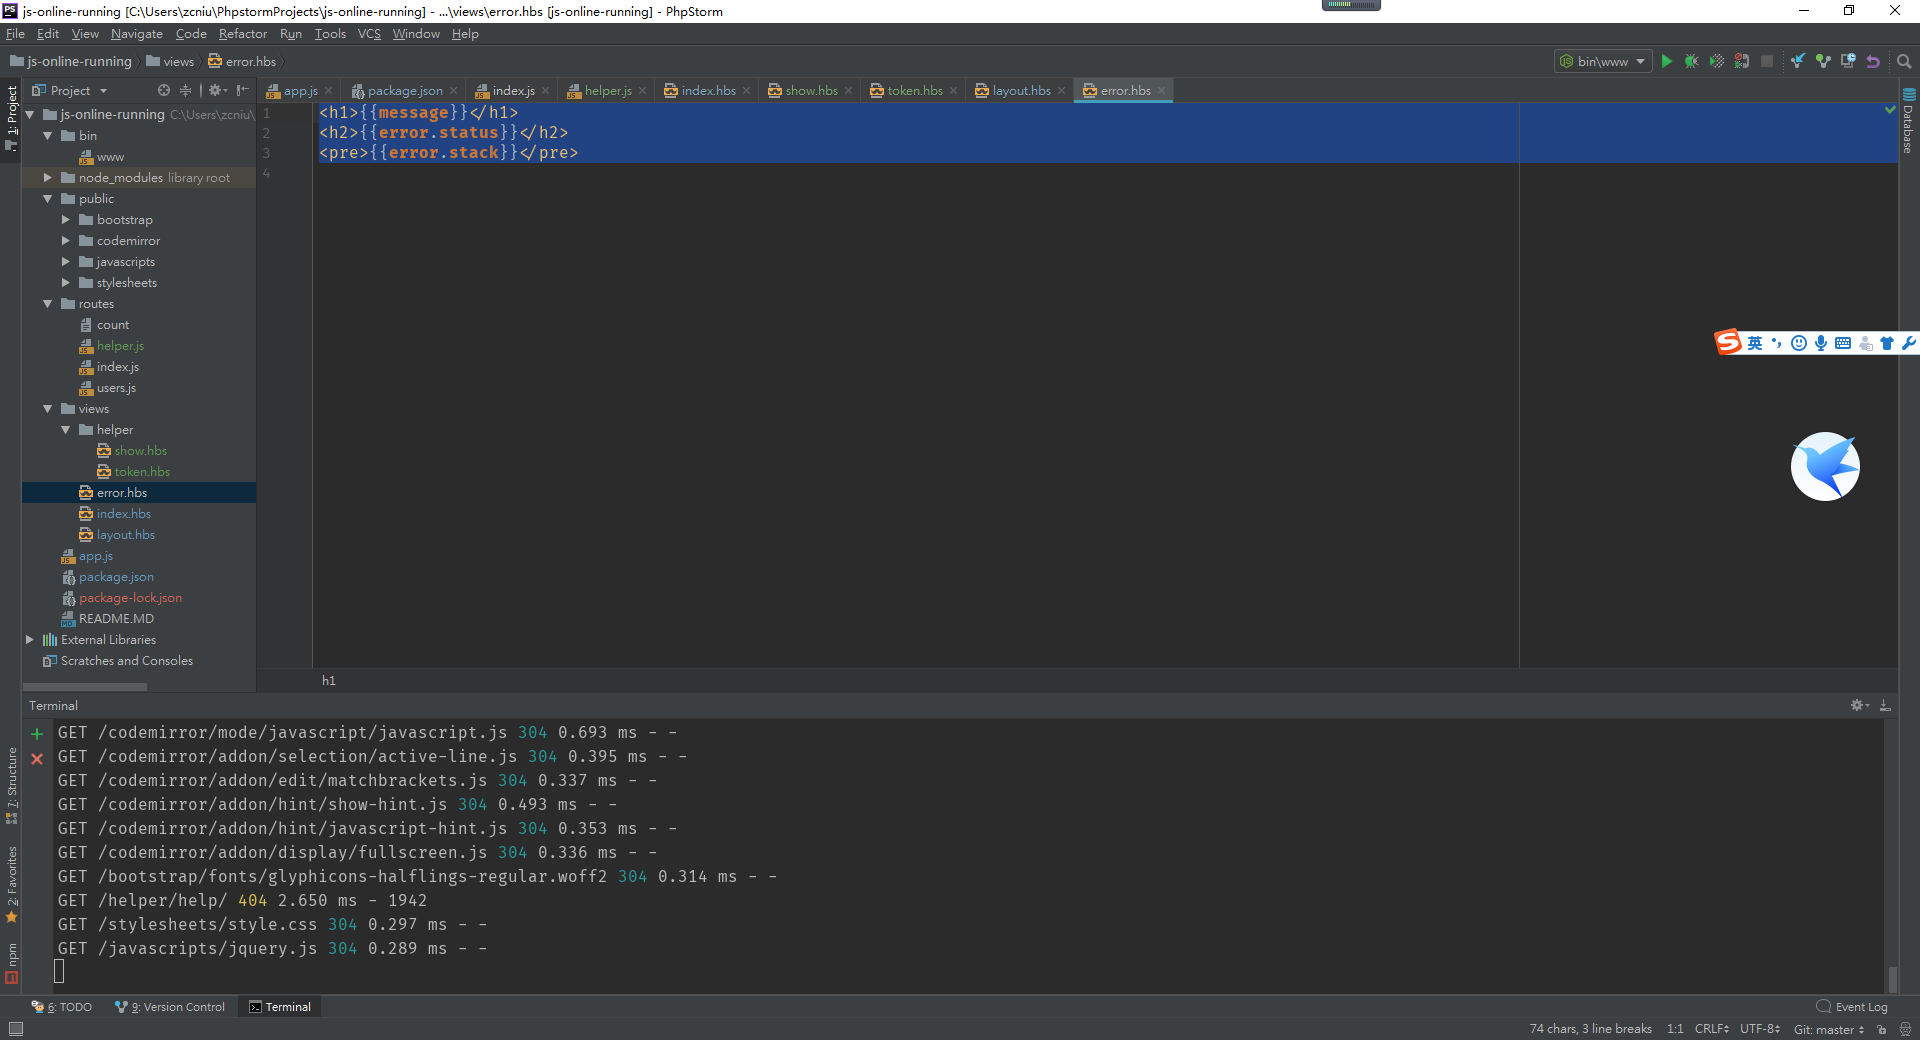 js-online-running [C:\Users\zcniu\PhpstormProjects\js-online-running] - ...\views\error.hbs [js-online-running] - PhpStorm
File Edit View Navigate Code Refactor Run Tools VCS Window Help
js-online-running views error.hbs
bin\www
Project
app.js package.json index.js helper.js index.hbs show.hbs token.hbs layout.hbs error.hbs
1: Project
js-online-running C:\Users\zcniu\
bin
www
node_modules library root
public
bootstrap
codemirror
javascripts
stylesheets
routes
count
helper.js
index.js
users.js
views
helper
show.hbs
token.hbs
error.hbs
index.hbs
layout.hbs
app.js
package.json
package-lock.json
README.MD
External Libraries
Scratches and Consoles
1 <h1>{{message}}</h1>
2 <h2>{{error.status}}</h2>
3 <pre>{{error.stack}}</pre>
4
h1
Database
英
Terminal
GET /codemirror/mode/javascript/javascript.js 304 0.693 ms - -
GET /codemirror/addon/selection/active-line.js 304 0.395 ms - -
GET /codemirror/addon/edit/matchbrackets.js 304 0.337 ms - -
GET /codemirror/addon/hint/show-hint.js 304 0.493 ms - -
GET /codemirror/addon/hint/javascript-hint.js 304 0.353 ms - -
GET /codemirror/addon/display/fullscreen.js 304 0.336 ms - -
GET /bootstrap/fonts/glyphicons-halflings-regular.woff2 304 0.314 ms - -
GET /helper/help/ 404 2.650 ms - 1942
GET /stylesheets/style.css 304 0.297 ms - -
GET /javascripts/jquery.js 304 0.289 ms - -
7: Structure
2: Favorites
npm
6: TODO 9: Version Control Terminal Event Log
74 chars, 3 line breaks 1:1 CRLF UTF-8 Git: master